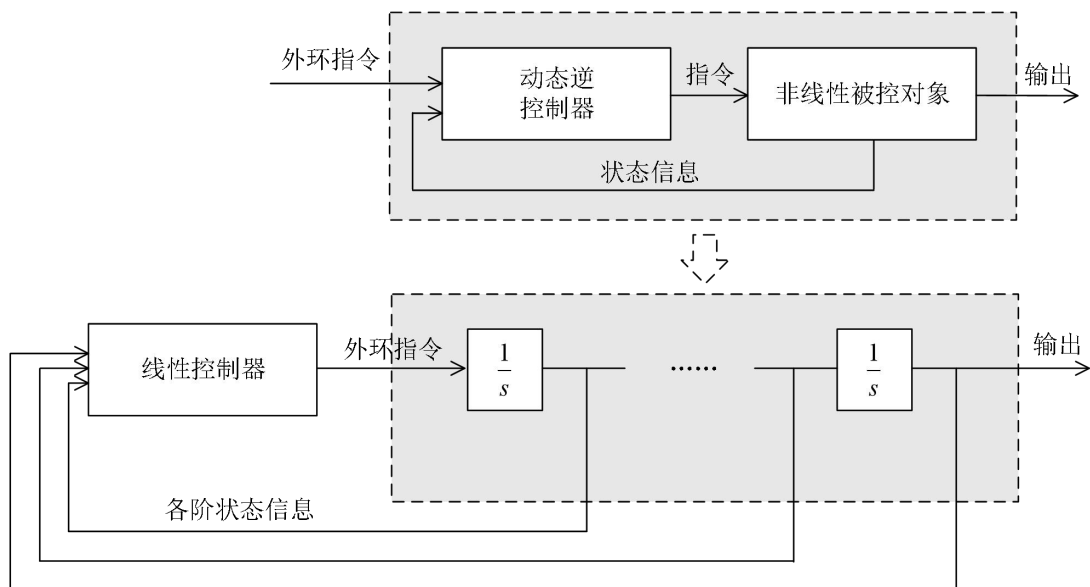 外环指令
动态逆
控制器
指令
非线性被控对象
输出
状态信息
线性控制器
外环指令
1
s
……
1
s
输出
各阶状态信息